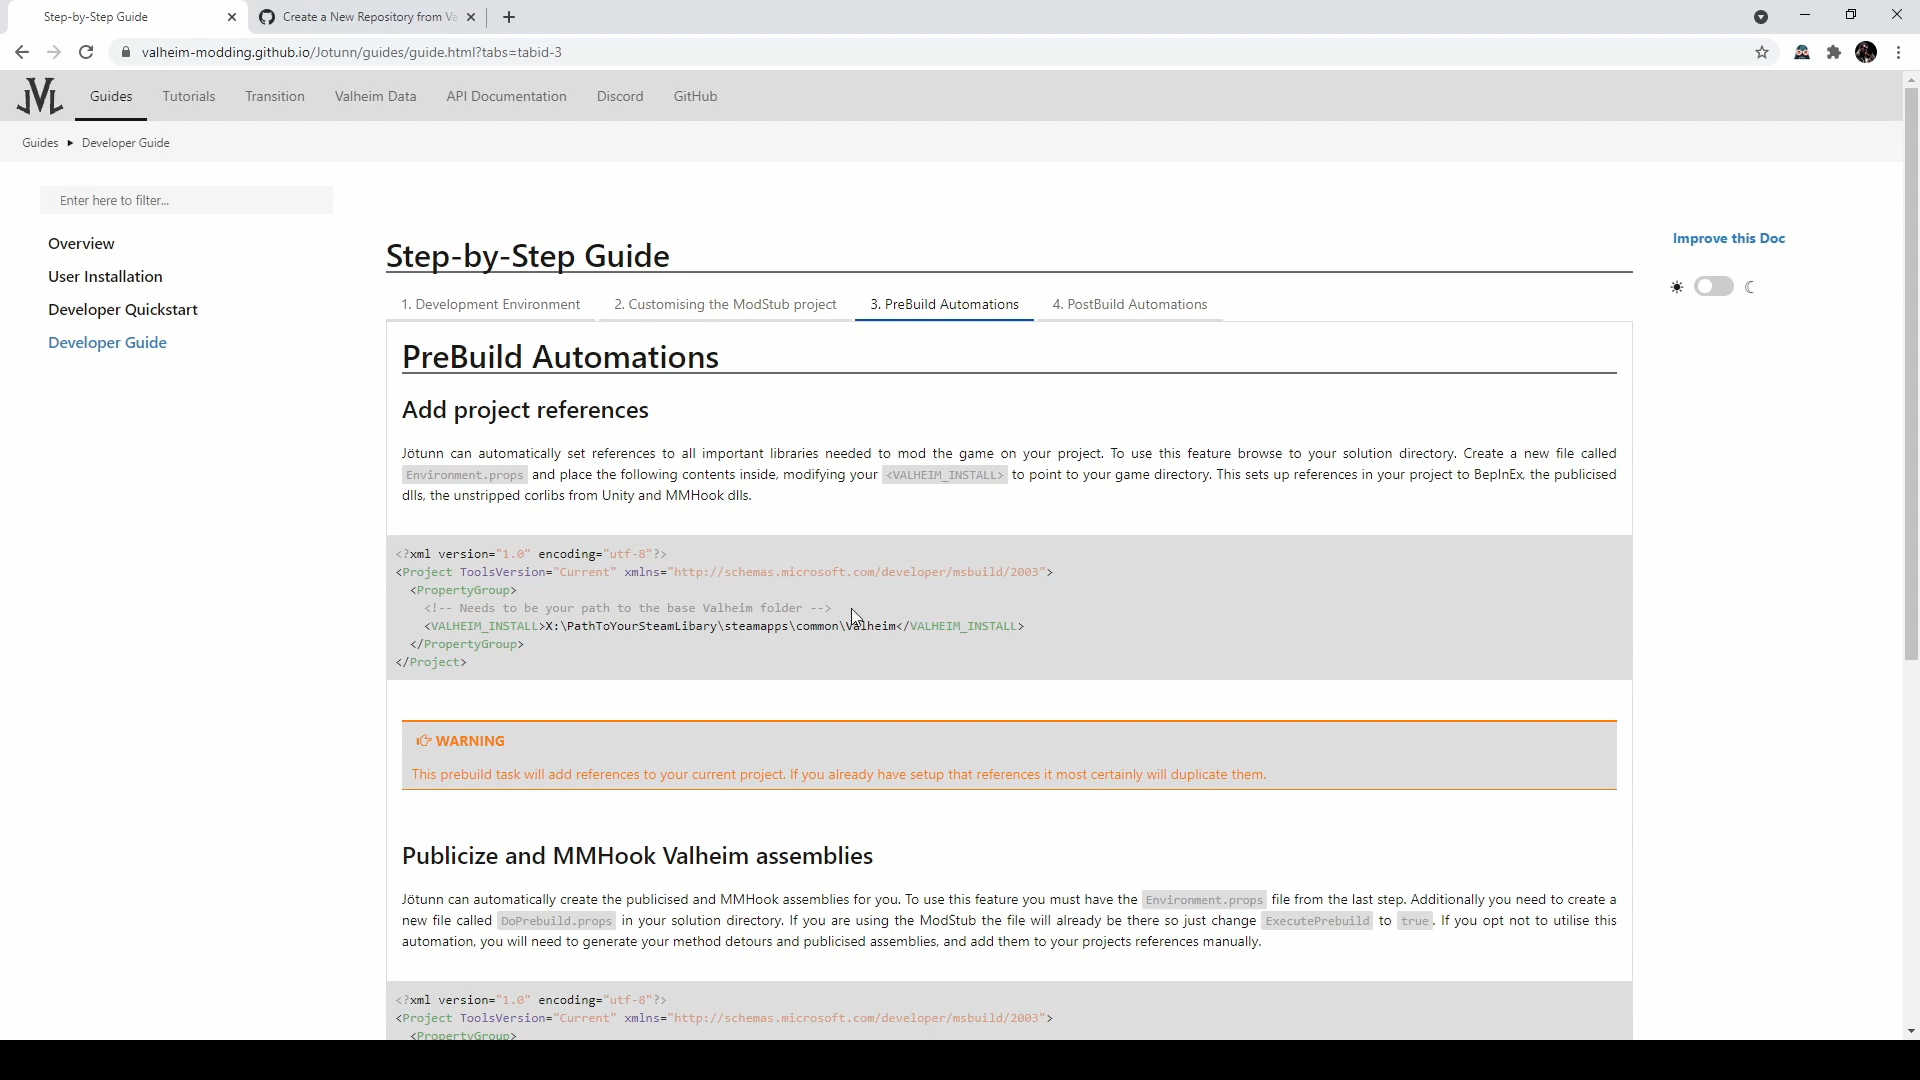 Step-by-Step Guide
Create a New Repository from Va
valheim-modding.github.io/Jotunn/guides/guide.html?tabs=tabid-3
JVL Guides Tutorials Transition Valheim Data API Documentation Discord GitHub
Guides ▸ Developer Guide
Enter here to filter...
Overview
User Installation
Developer Quickstart
Developer Guide
Improve this Doc
Step-by-Step Guide
1. Development Environment 2. Customising the ModStub project 3. PreBuild Automations 4. PostBuild Automations
PreBuild Automations
Add project references
Jötunn can automatically set references to all important libraries needed to mod the game on your project. To use this feature browse to your solution directory. Create a new file called
Environment.props and place the following contents inside, modifying your <VALHEIM_INSTALL> to point to your game directory. This sets up references in your project to BepInEx, the publicised
dlls, the unstripped corlibs from Unity and MMHook dlls.
<?xml version="1.0" encoding="utf-8"?>
<Project ToolsVersion="Current" xmlns="http://schemas.microsoft.com/developer/msbuild/2003">
<PropertyGroup>
<!-- Needs to be your path to the base Valheim folder -->
<VALHEIM_INSTALL>X:\PathToYourSteamLibary\steamapps\common\Valheim</VALHEIM_INSTALL>
</PropertyGroup>
</Project>
WARNING
This prebuild task will add references to your current project. If you already have setup that references it most certainly will duplicate them.
Publicize and MMHook Valheim assemblies
Jötunn can automatically create the publicised and MMHook assemblies for you. To use this feature you must have the Environment.props file from the last step. Additionally you need to create a
new file called DoPrebuild.props in your solution directory. If you are using the ModStub the file will already be there so just change ExecutePrebuild to true. If you opt not to utilise this
automation, you will need to generate your method detours and publicised assemblies, and add them to your projects references manually.
<?xml version="1.0" encoding="utf-8"?>
<Project ToolsVersion="Current" xmlns="http://schemas.microsoft.com/developer/msbuild/2003">
<PropertyGroup>